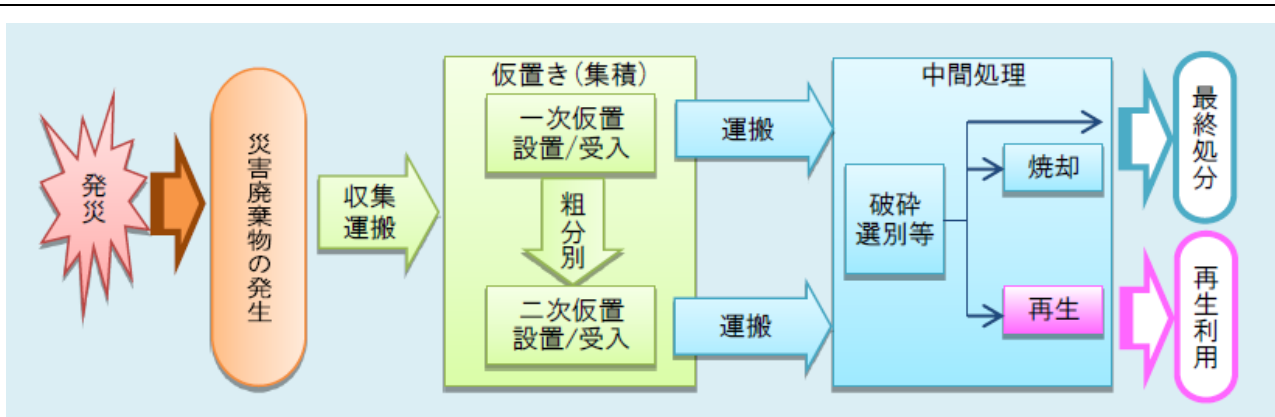 発災
災害廃棄物の発生
収集
運搬
仮置き(集積)
一次仮置
設置/受入
粗分別
二次仮置
設置/受入
運搬
運搬
中間処理
破砕
選別等
焼却
再生
最終処分
再生利用